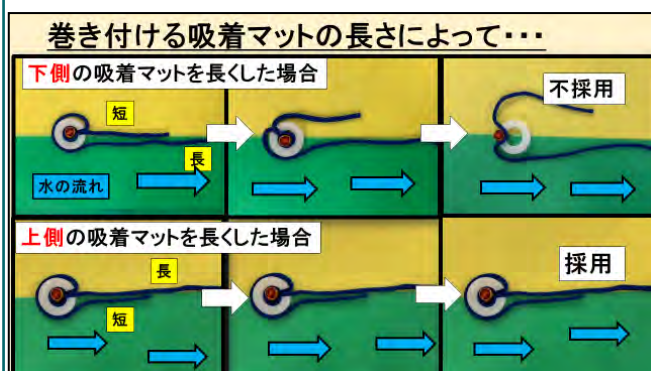 巻き付ける吸着マットの長さによって・・・
下側の吸着マットを長くした場合
不採用
短
長
水の流れ
上側の吸着マットを長くした場合
採用
長
短